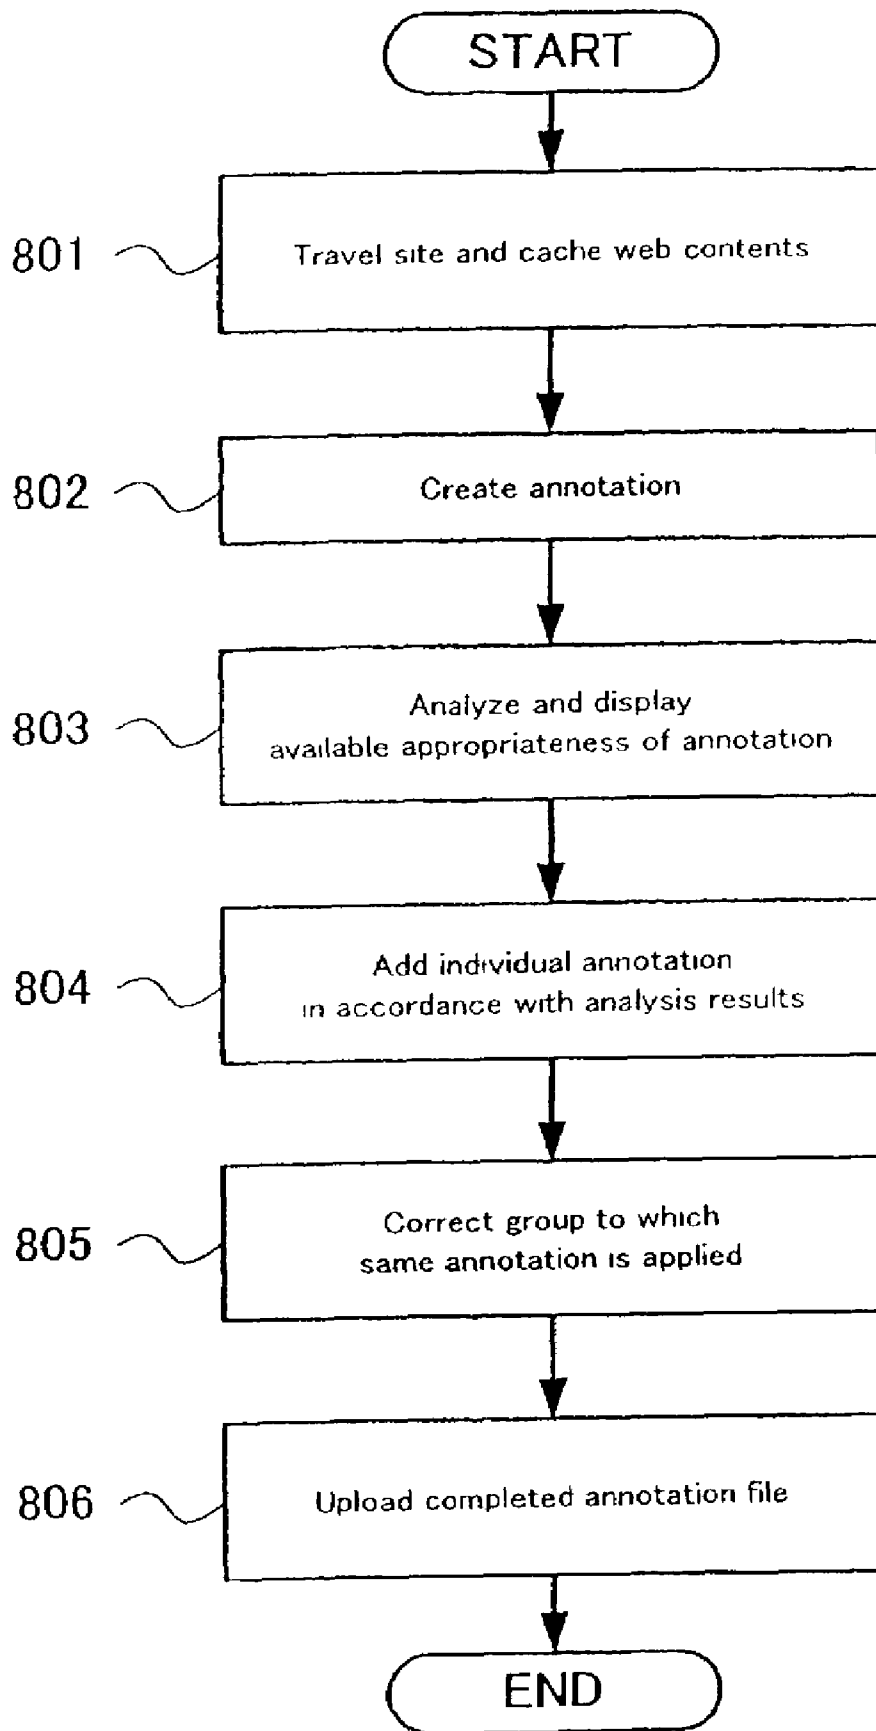 START
801
Travel site and cache web contents
802
Create annotation
803
Analyze and display
available appropriateness of annotation
804
Add individual annotation
in accordance with analysis results
805
Correct group to which
same annotation is applied
806
Upload completed annotation file
END